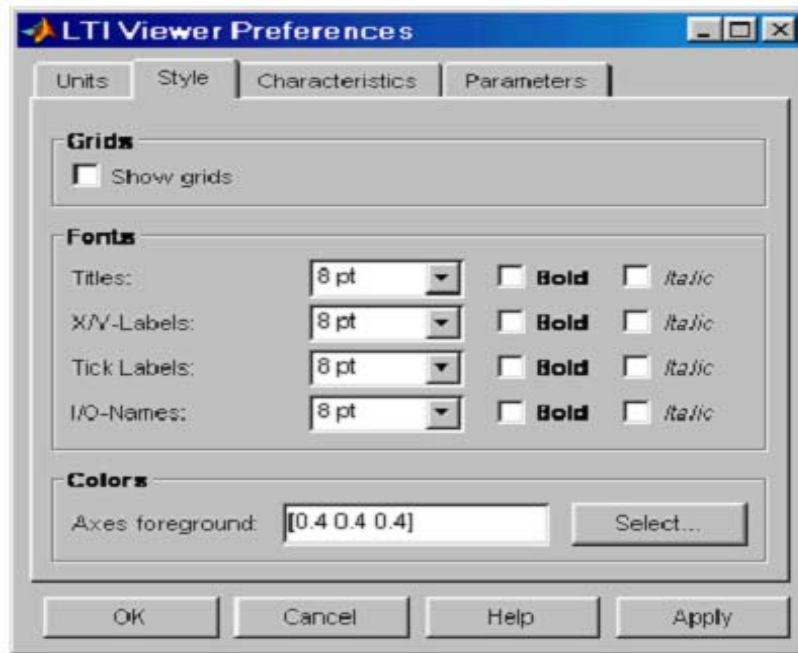 LTI Viewer Preferences
Units Style Characteristics Parameters
Grids
Show grids
Fonts
Titles: 8 pt Bold Italic
X/Y-Labels: 8 pt Bold Italic
Tick Labels: 8 pt Bold Italic
I/O-Names: 8 pt Bold Italic
Colors
Axes foreground: [0.4 0.4 0.4] Select...
OK Cancel Help Apply